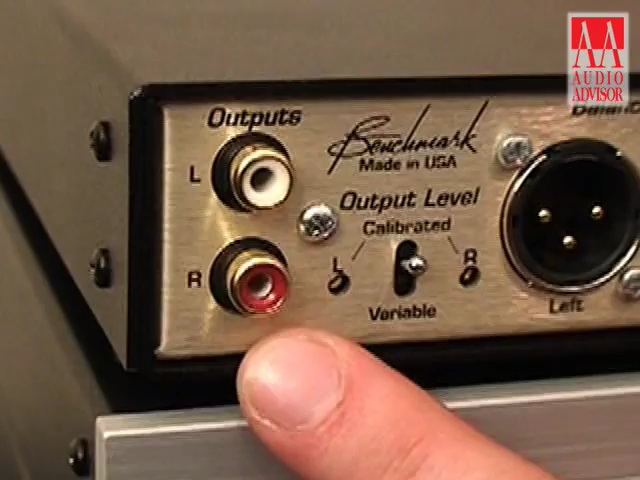 Outputs
L
R
Benchmark
Made in USA
Output Level
Calibrated
L
R
Variable
Left
AA
AUDIO
ADVISOR